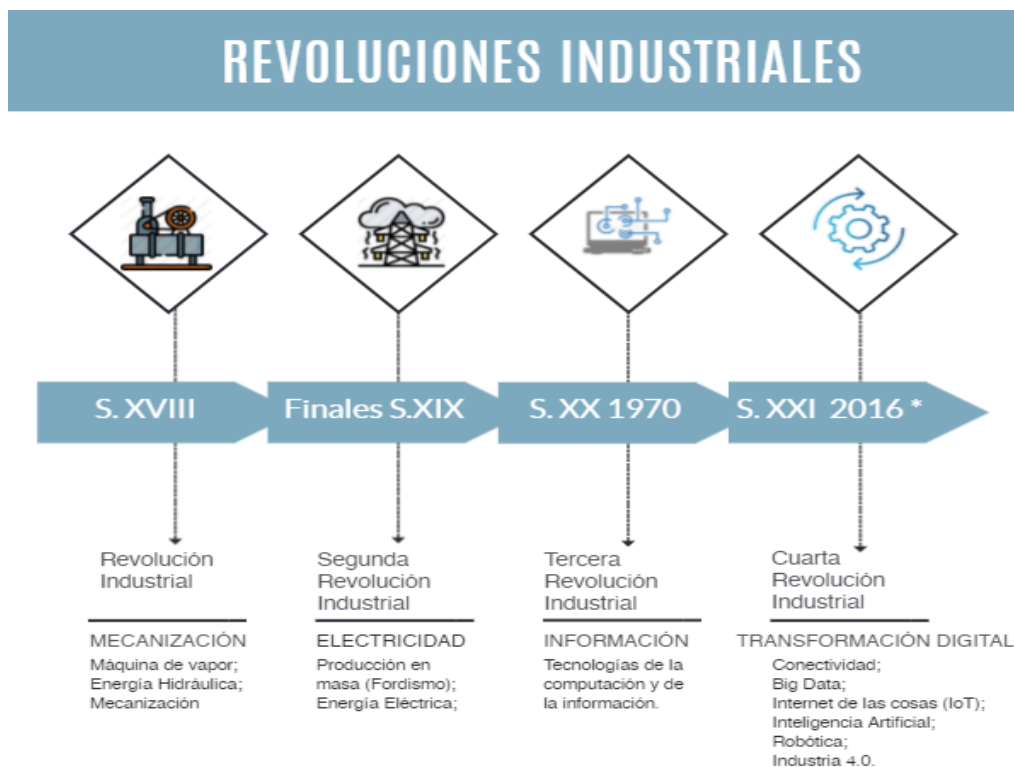 REVOLUCIONES INDUSTRIALES
S. XVIII
Finales S.XIX
S. XX 1970
S. XXI 2016 *
Revolución
Industrial
MECANIZACIÓN
Máquina de vapor;
Energía Hidráulica;
Mecanización
Segunda
Revolución
Industrial
ELECTRICIDAD
Producción en
masa (Fordismo);
Energía Eléctrica;
Tercera
Revolución
Industrial
INFORMACIÓN
Tecnologías de la
computación y de
la información.
Cuarta
Revolución
Industrial
TRANSFORMACIÓN DIGITAL
Conectividad;
Big Data;
Internet de las cosas (IoT);
Inteligencia Artificial;
Robótica;
Industria 4.0.